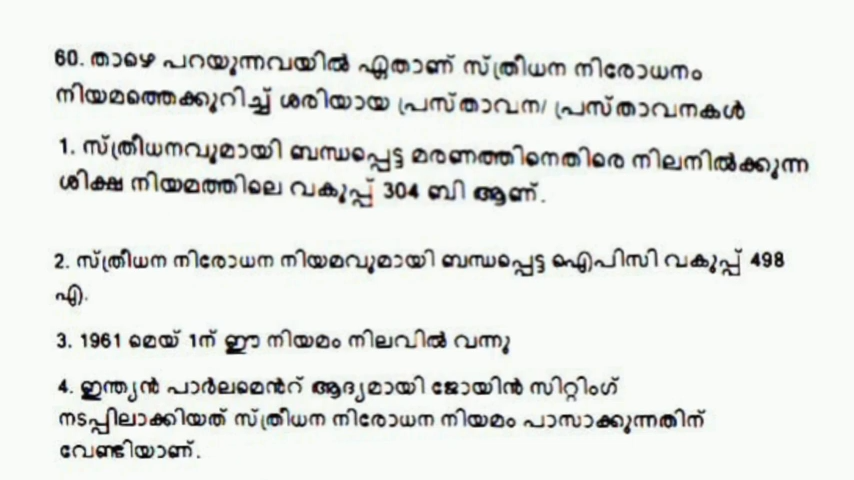 60. താഴെ പറയുന്നവയിൽ ഏതാണ് സ്ത്രീധന നിരോധനം
നിയമത്തെക്കുറിച്ച് ശരിയായ പ്രസ്താവന/ പ്രസ്താവനകൾ
1. സ്ത്രീധനവുമായി ബന്ധപ്പെട്ട മരണത്തിനെതിരെ നിലനിൽക്കുന്ന
ശിക്ഷ നിയമത്തിലെ വകുപ്പ് 304 ബി ആണ്.
2. സ്ത്രീധന നിരോധന നിയമവുമായി ബന്ധപ്പെട്ട ഐപിസി വകുപ്പ് 498
എ.
3. 1961 മെയ് 1ന് ഈ നിയമം നിലവിൽ വന്നു
4. ഇന്ത്യൻ പാർലമെൻറ് ആദ്യമായി ജോയിൻ സിറ്റിംഗ്
നടപ്പിലാക്കിയത് സ്ത്രീധന നിരോധന നിയമം പാസാക്കുന്നതിന്
വേണ്ടിയാണ്.